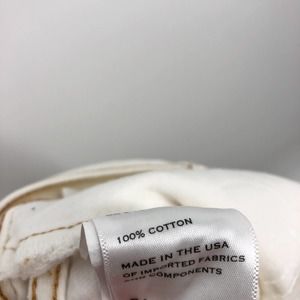 100% COTTON
MADE IN THE USA
OF IMPORTED FABRICS
AND COMPONENTS